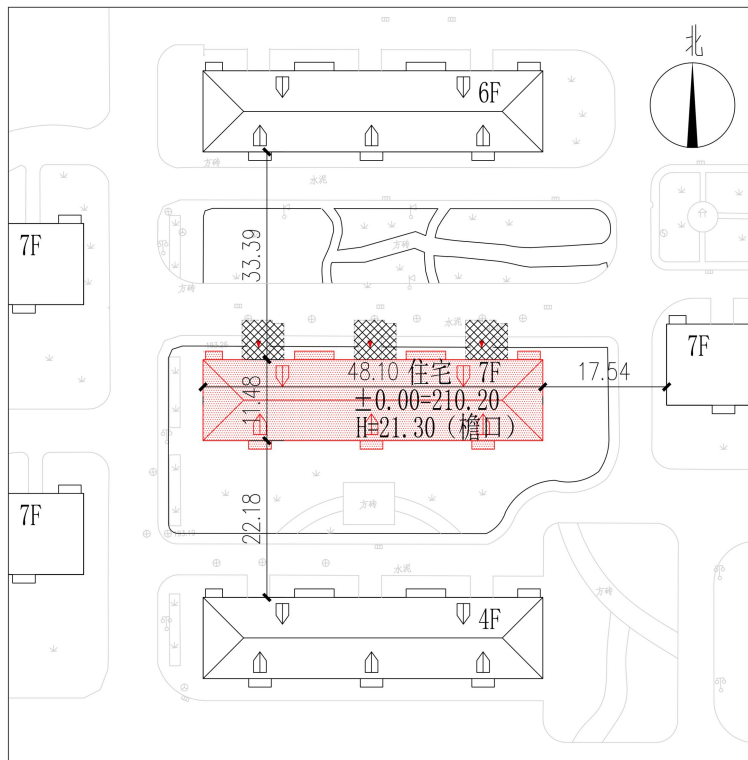 北
6F
方砖
水泥
7F
33.39
方砖
方砖
水泥
7F
48.10
住宅
7F
17.54
11.48
±0.00=210.20
H=21.30（檐口）
7F
22.18
方砖
水泥
方砖
4F